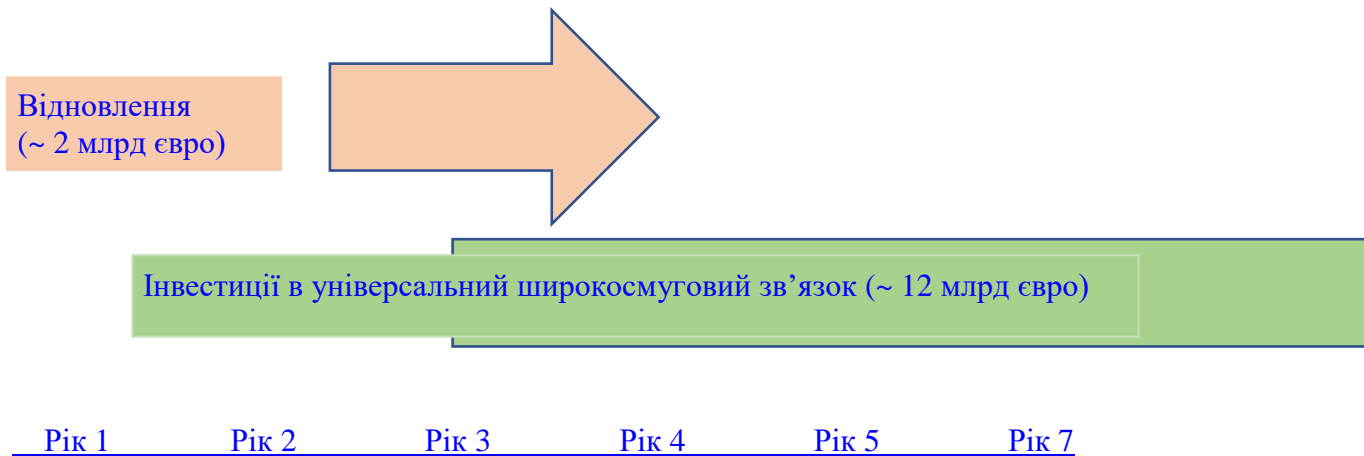 Відновлення
(~ 2 млрд євро)
Інвестиції в універсальний широкосмуговий зв’язок (~ 12 млрд євро)
Рік 1 Рік 2 Рік 3 Рік 4 Рік 5 Рік 7